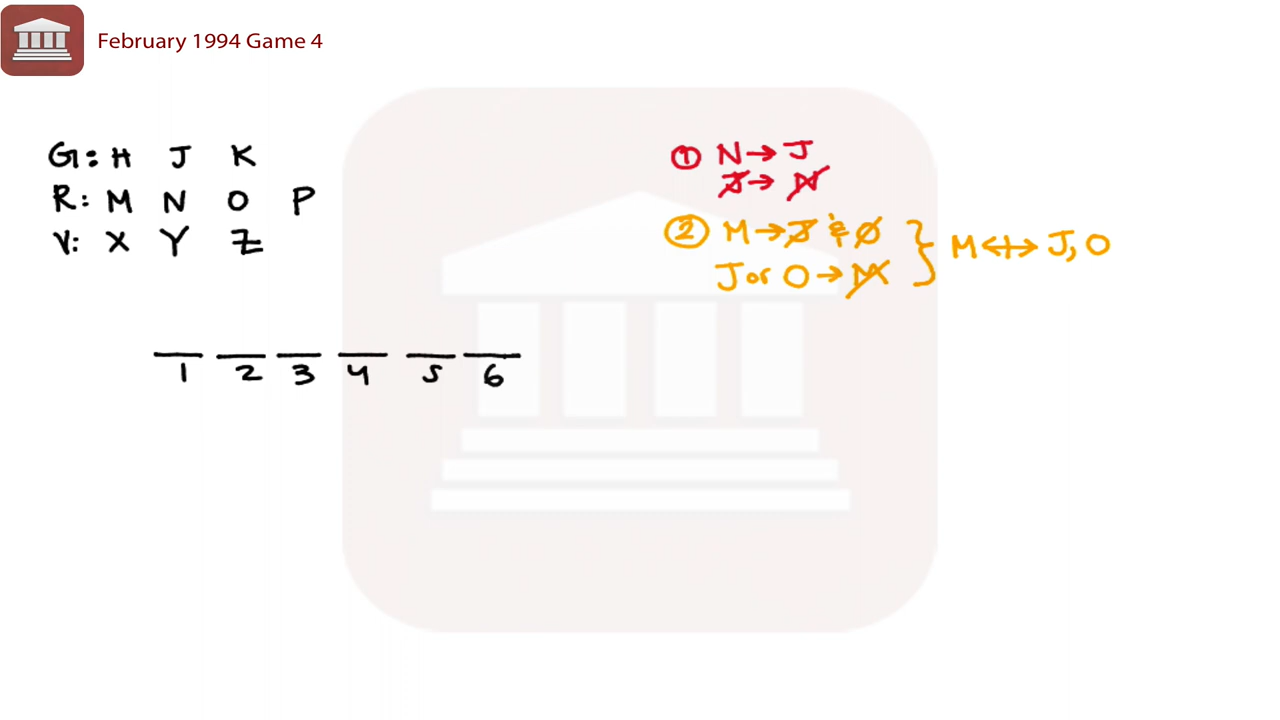 February 1994 Game 4
G: H J K
R: M N O P
V: X Y Z
① N → J
J → N
② M → J & O
J or O → M
M ↔ J, O
1 2 3 4 5 6